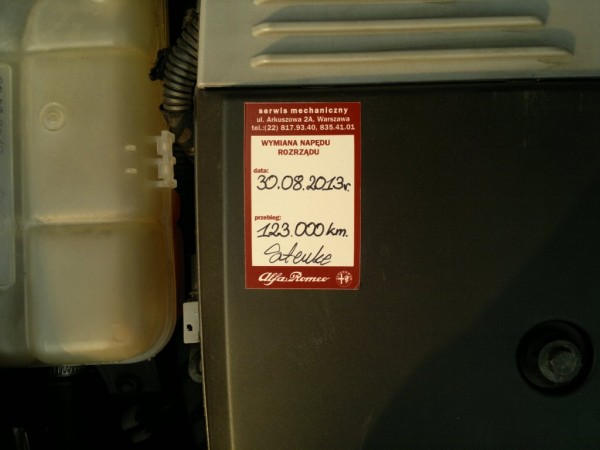 serwis mechaniczny
ul. Arkuszowa 2A, Warszawa
tel.:(22) 817.93.40, 835.41.01
WYMIANA NAPĘDU
ROZRZĄDU
data:
30.08.2013r.
przebieg:
123.000 km.
Alfa Romeo